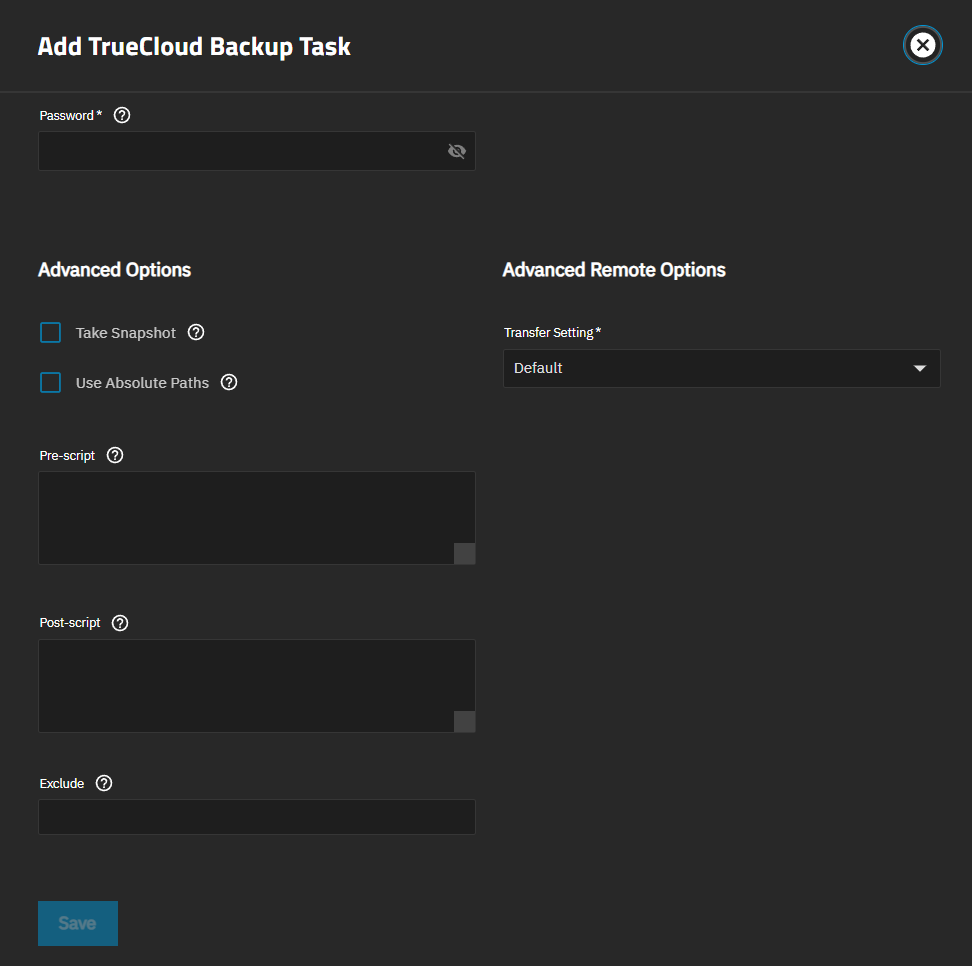 Add TrueCloud Backup Task
Password *
Advanced Options
Take Snapshot
Use Absolute Paths
Pre-script
Post-script
Exclude
Advanced Remote Options
Transfer Setting *
Default
Save